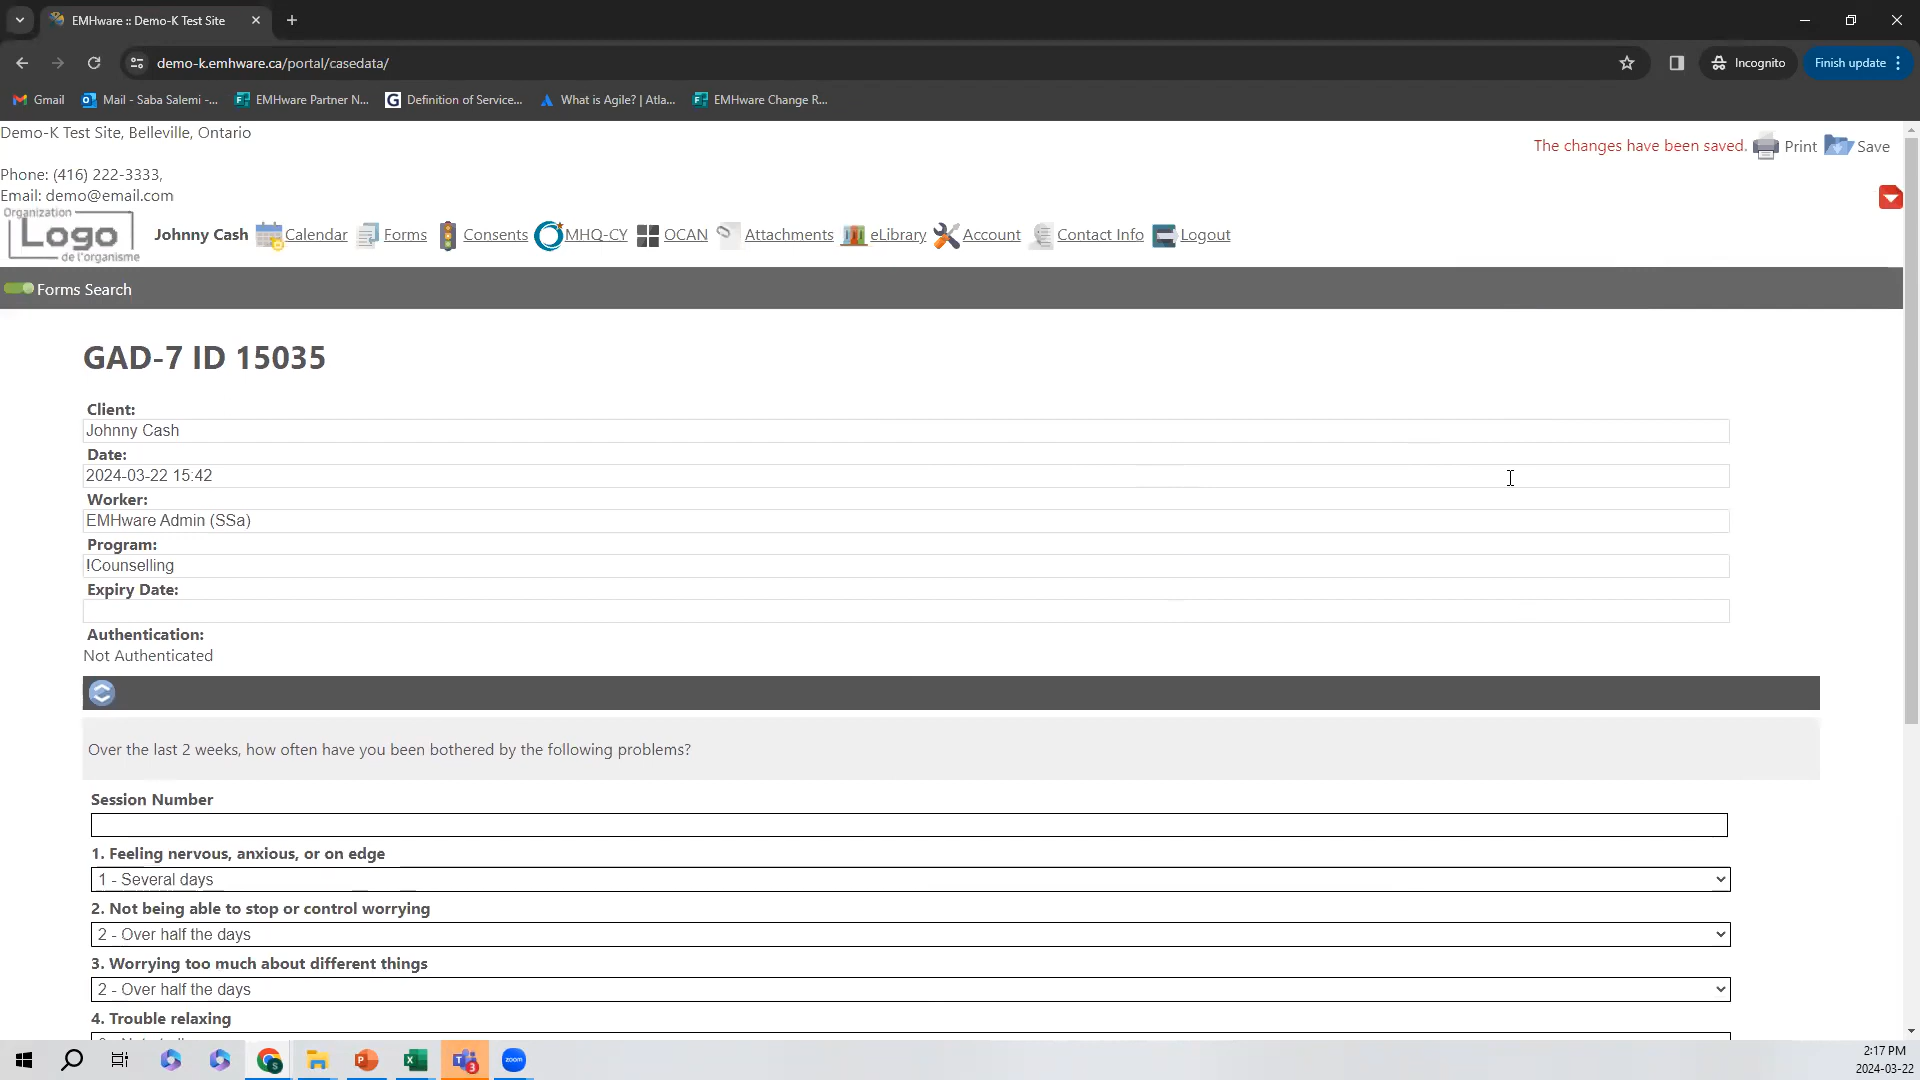 EMHware :: Demo-K Test Site
demo-k.emhware.ca/portal/casedata/
Incognito
Finish update
Gmail
Mail - Saba Salemi -...
EMHware Partner N...
Definition of Service...
What is Agile? | Atla...
EMHware Change R...
Demo-K Test Site, Belleville, Ontario
The changes have been saved.
Print
Save
Phone: (416) 222-3333,
Email: demo@email.com
Organization
Logo
de l'organisme
Johnny Cash
Calendar
Forms
Consents
MHQ-CY
OCAN
Attachments
eLibrary
Account
Contact Info
Logout
Forms Search
GAD-7 ID 15035
Client:
Johnny Cash
Date:
2024-03-22 15:42
Worker:
EMHware Admin (SSa)
Program:
!Counselling
Expiry Date:
Authentication:
Not Authenticated
Over the last 2 weeks, how often have you been bothered by the following problems?
Session Number
1. Feeling nervous, anxious, or on edge
1 - Several days
2. Not being able to stop or control worrying
2 - Over half the days
3. Worrying too much about different things
2 - Over half the days
4. Trouble relaxing
zoom
2:17 PM
2024-03-22